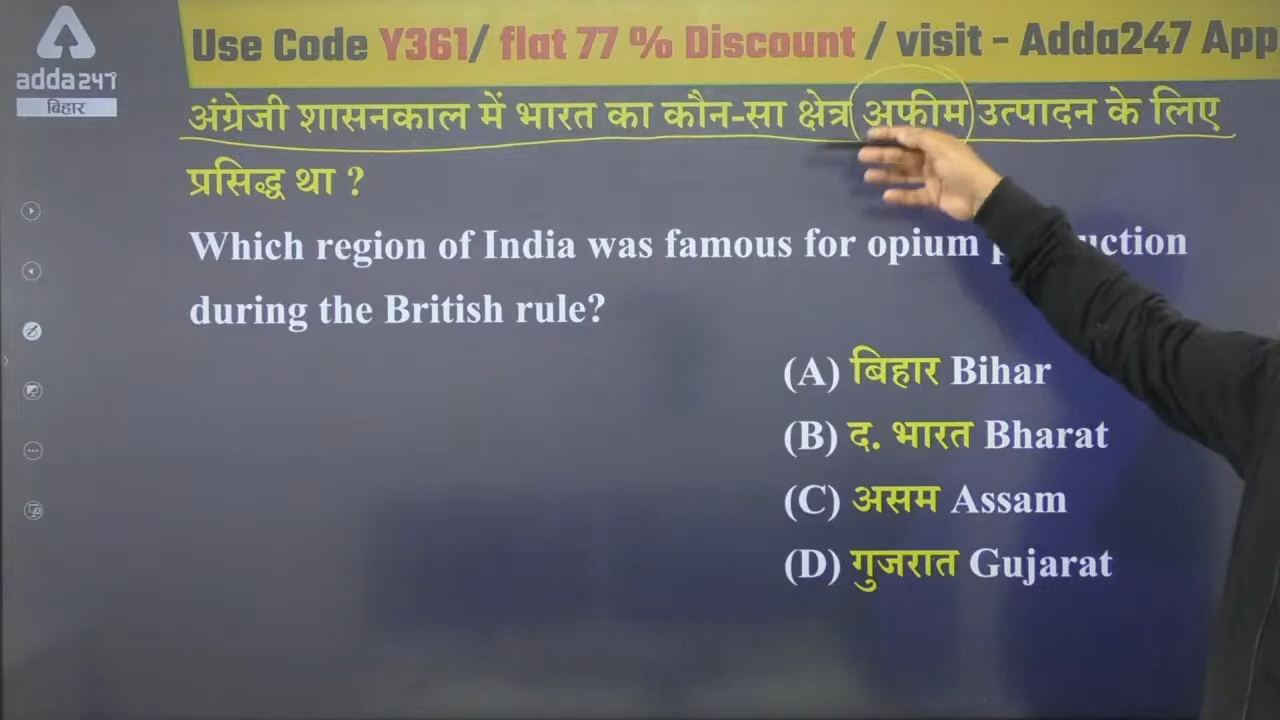 Use Code Y361/ flat 77 % Discount / visit - Adda247 App
adda247
बिहार
अंग्रेजी शासनकाल में भारत का कौन-सा क्षेत्र अफीम उत्पादन के लिए
प्रसिद्ध था ?
Which region of India was famous for opium
during the British rule?
(A) बिहार Bihar
(B) द. भारत Bharat
(C) असम Assam
(D) गुजरात Gujarat